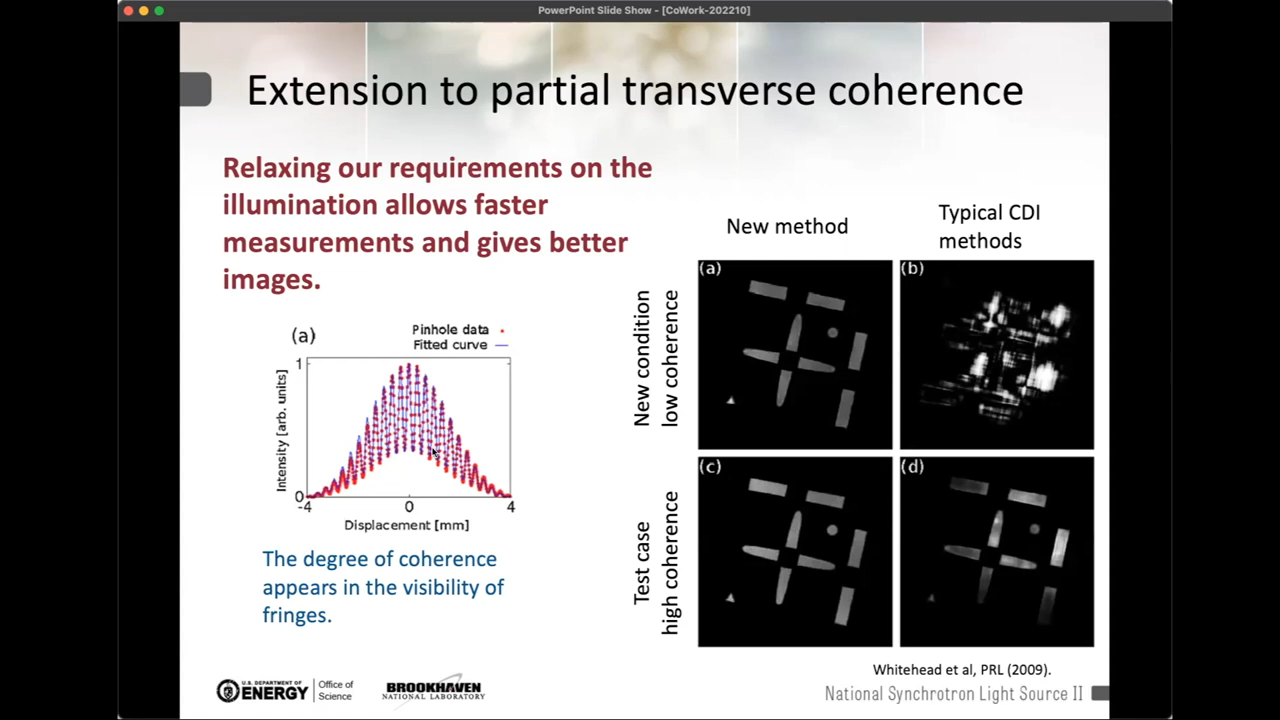 PowerPoint Slide Show - [CoWork-202210]
Extension to partial transverse coherence
Relaxing our requirements on the
illumination allows faster
measurements and gives better
images.
(a)
Pinhole data
Fitted curve
1
Intensity [arb. units]
0
-4
0
4
Displacement [mm]
The degree of coherence
appears in the visibility of
fringes.
New method
Typical CDI
methods
New condition
low coherence
(a)
(b)
Test case
high coherence
(c)
(d)
Whitehead et al, PRL (2009).
U.S. DEPARTMENT OF
ENERGY
Office of
Science
BROOKHAVEN
NATIONAL LABORATORY
National Synchrotron Light Source II